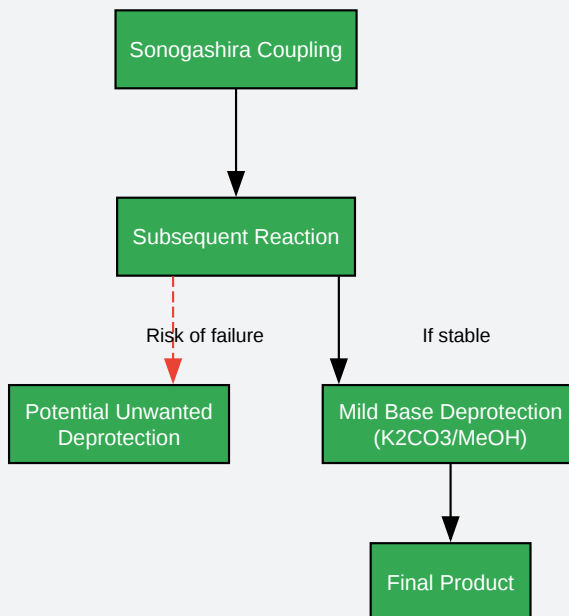 Sonogashira Coupling
Subsequent Reaction
Risk of failure
If stable
Potential Unwanted
Deprotection
Mild Base Deprotection
(K2CO3/MeOH)
Final Product